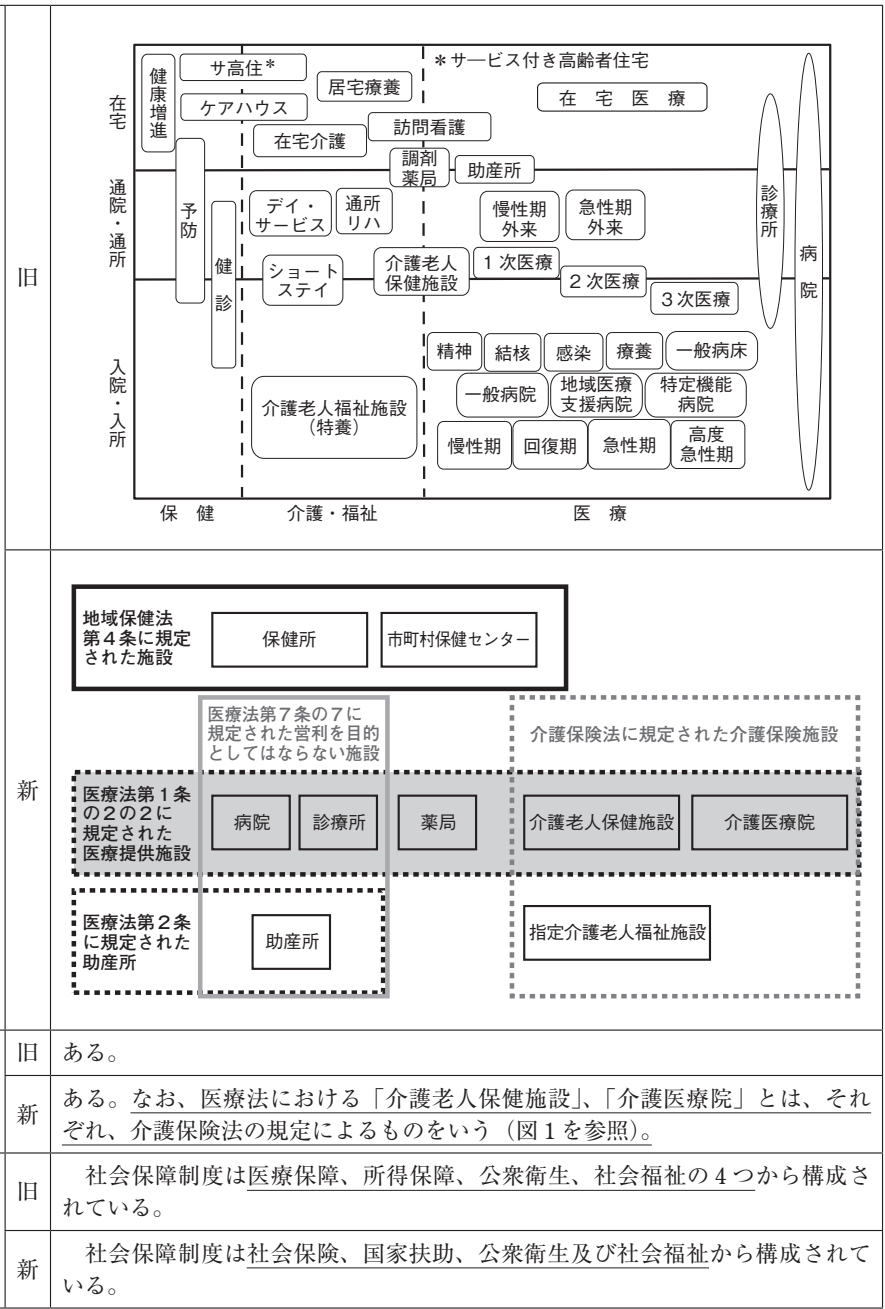 旧
健康増進
サ高住*
*サービス付き高齢者住宅
居宅療養
在宅医療
ケアハウス
訪問看護
在宅介護
在宅
調剤
薬局
助産所
通院・通所
予防
デイ・
サービス
通所
リハ
慢性期
外来
急性期
外来
診療所
病院
健診
ショート
ステイ
介護老人
保健施設
1次医療
2次医療
3次医療
入院・入所
精神
結核
感染
療養
一般病床
介護老人福祉施設
（特養）
一般病院
地域医療
支援病院
特定機能
病院
慢性期
回復期
急性期
高度
急性期
保 健
介護・福祉
医 療
新
地域保健法
第4条に規定
された施設
保健所
市町村保健センター
医療法第7条の7に
規定された営利を目的
としてはならない施設
介護保険法に規定された介護保険施設
医療法第1条
の2の2に
規定された
医療提供施設
病院
診療所
薬局
介護老人保健施設
介護医療院
医療法第2条
に規定された
助産所
助産所
指定介護老人福祉施設
旧
ある。
新
ある。なお、医療法における「介護老人保健施設」、「介護医療院」とは、それ
ぞれ、介護保険法の規定によるものをいう（図1を参照）。
旧
社会保障制度は医療保障、所得保障、公衆衛生、社会福祉の4つから構成さ
れている。
新
社会保障制度は社会保険、国家扶助、公衆衛生及び社会福祉から構成されて
いる。